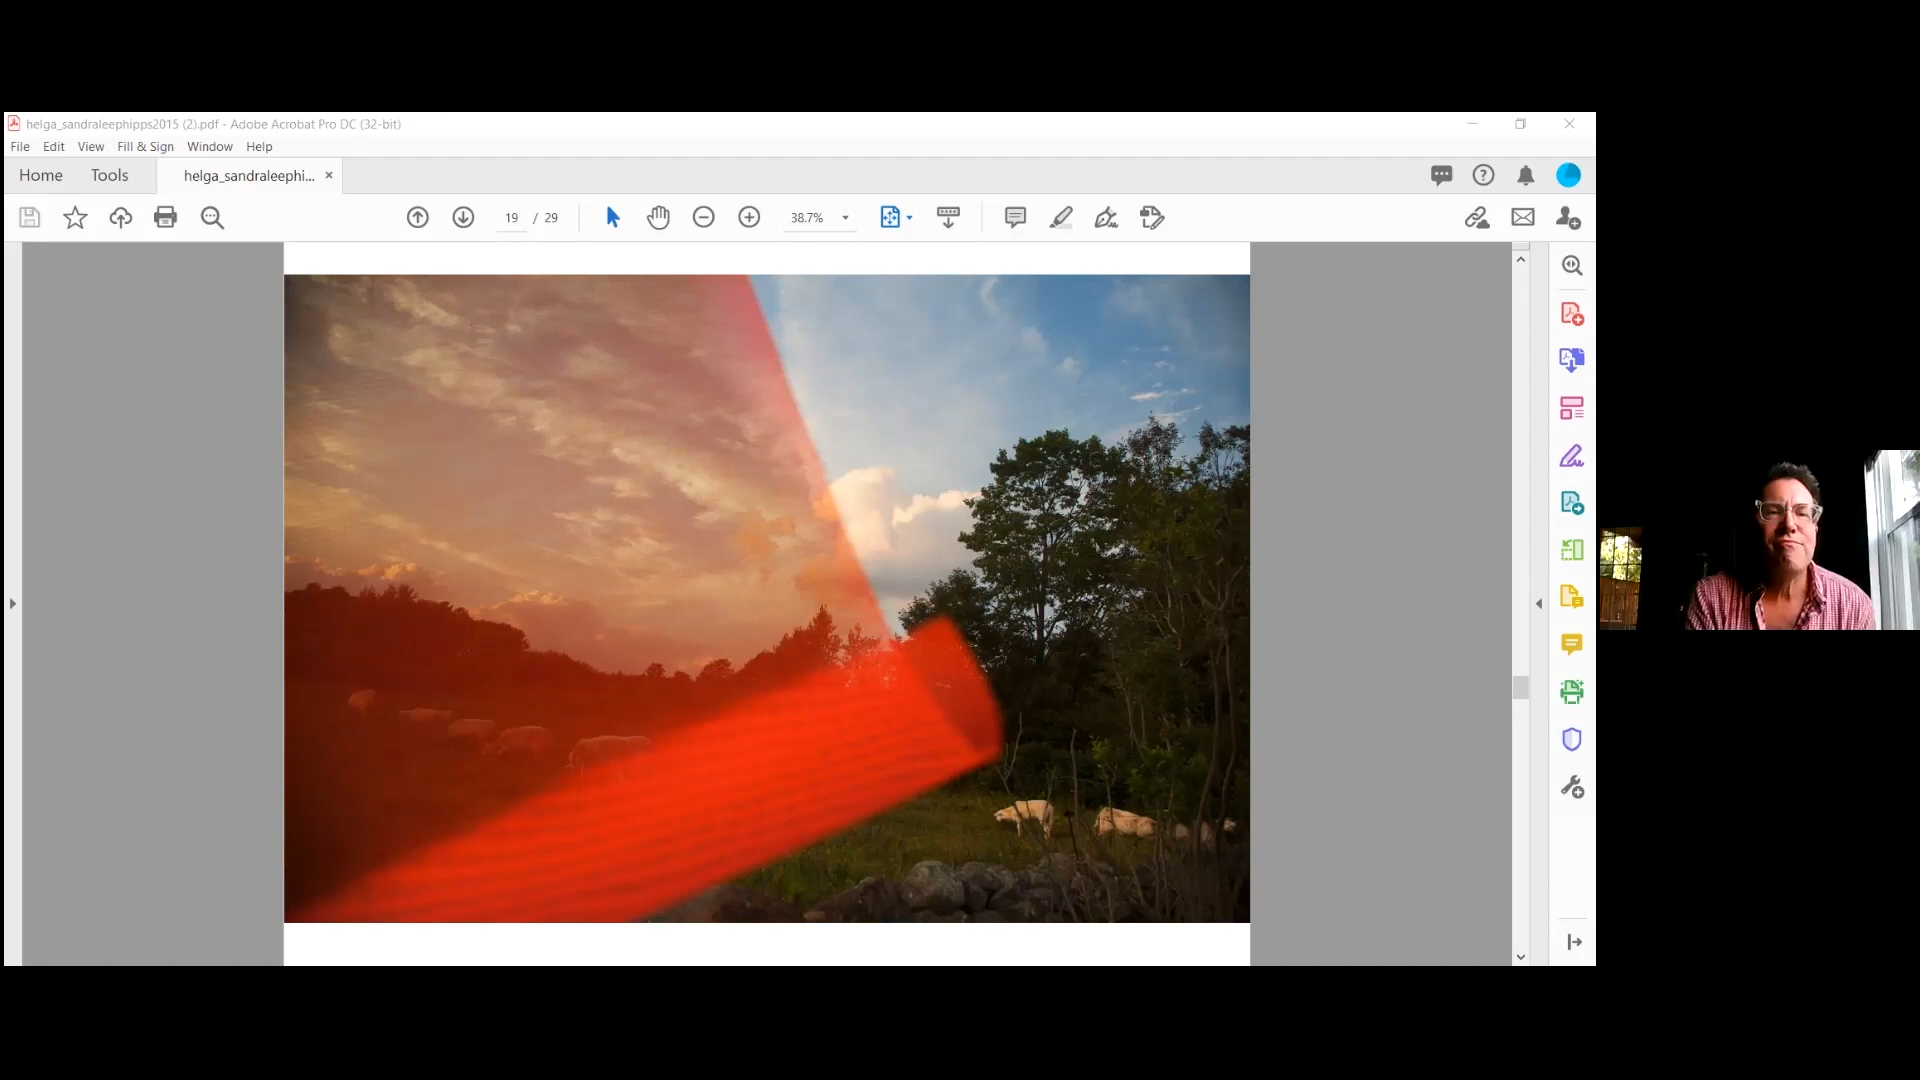 helga_sandraleephipps2015 (2).pdf - Adobe Acrobat Pro DC (32-bit)
File Edit View Fill & Sign Window Help
Home Tools helga_sandraleephi... ×
19 / 29 38.7%